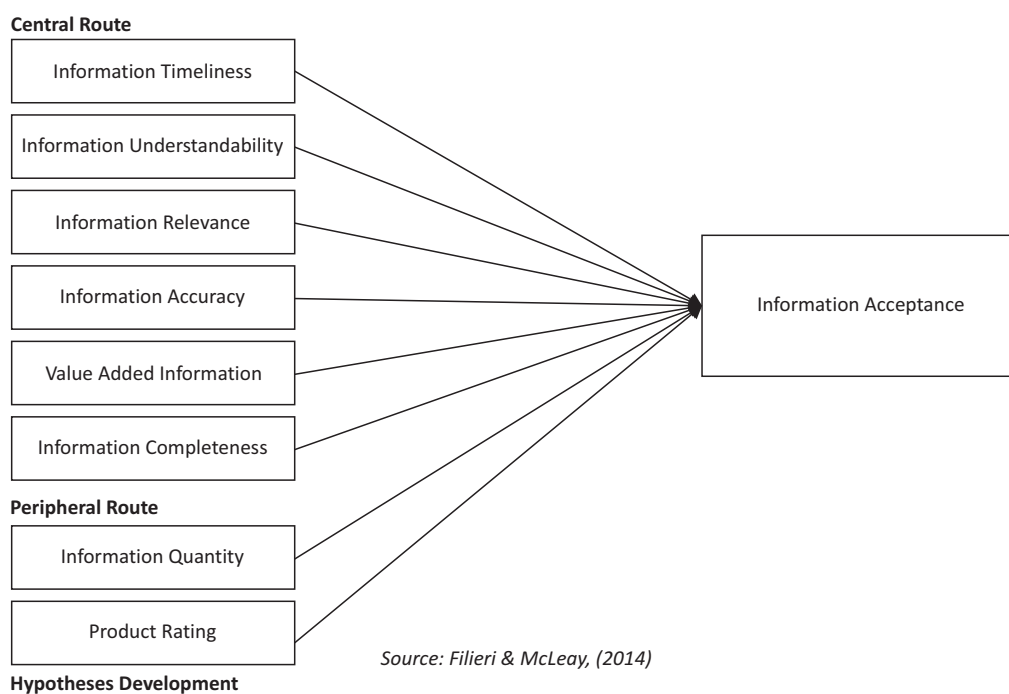 Central Route
Information Timeliness
Information Understandability
Information Relevance
Information Accuracy
Value Added Information
Information Completeness
Information Acceptance
Peripheral Route
Information Quantity
Product Rating
Source: Filieri & McLeay, (2014)
Hypotheses Development